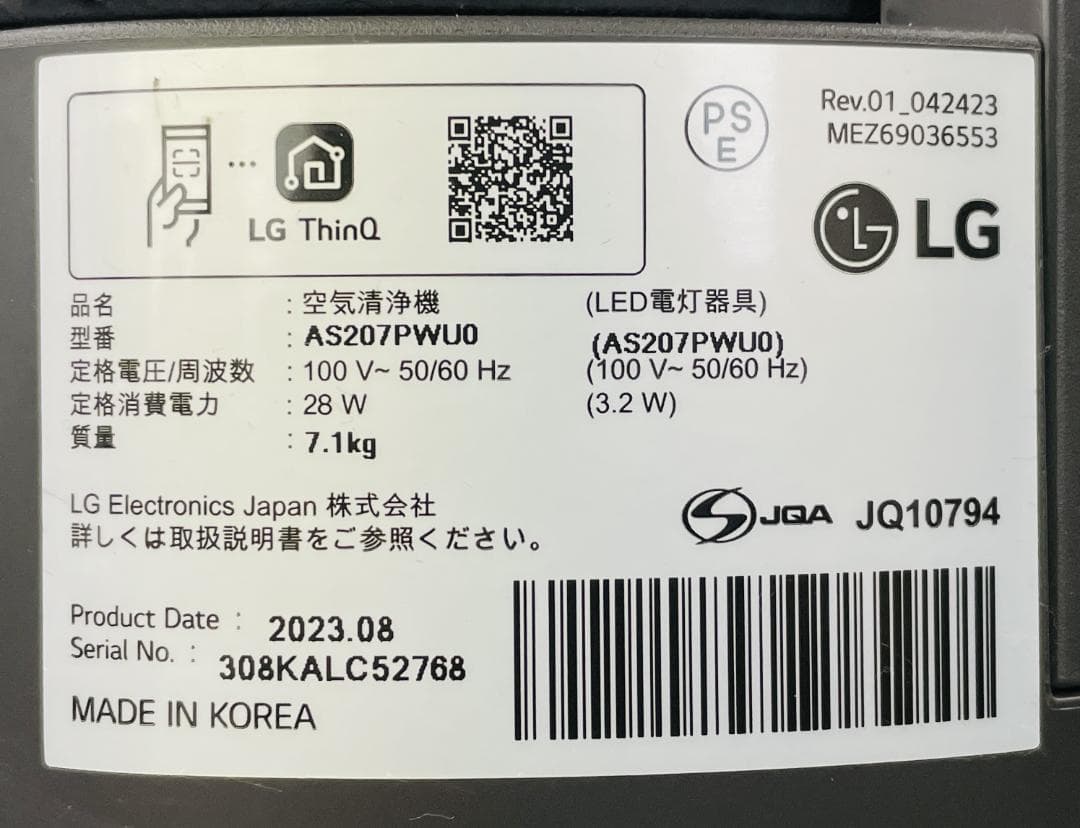 LG ThinQ
PS
E
Rev.01_042423
MEZ69036553
LG
品名 : 空気清浄機 (LED電灯器具)
型番 : AS207PWU0 (AS207PWU0)
定格電圧/周波数 : 100 V~ 50/60 Hz (100 V~ 50/60 Hz)
定格消費電力 : 28 W (3.2 W)
質量 : 7.1kg
LG Electronics Japan 株式会社
詳しくは取扱説明書をご参照ください。
JQA JQ10794
Product Date : 2023.08
Serial No. : 308KALC52768
MADE IN KOREA